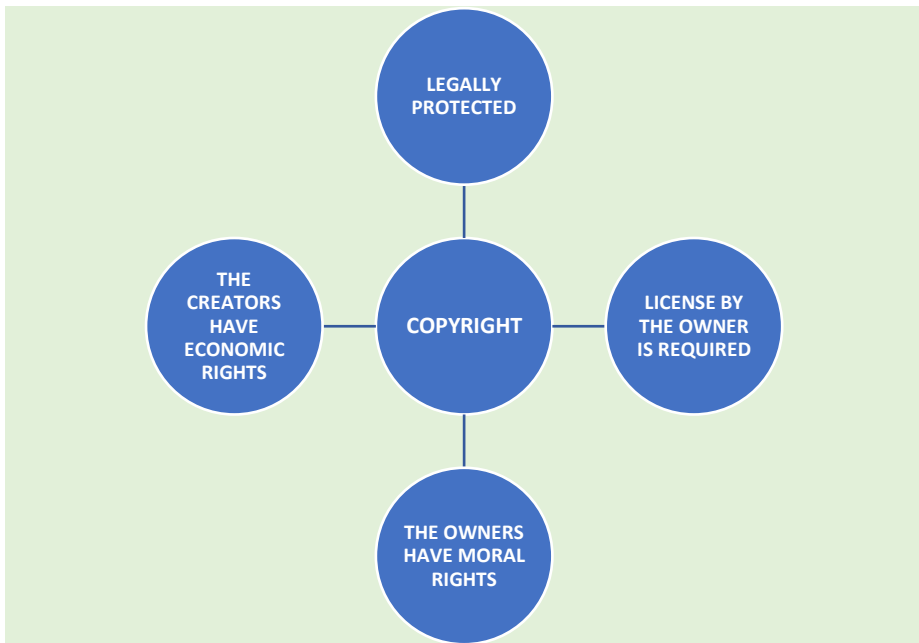 LEGALLY
PROTECTED
THE
CREATORS
HAVE
ECONOMIC
RIGHTS
COPYRIGHT
LICENSE BY
THE OWNER
IS REQUIRED
THE OWNERS
HAVE MORAL
RIGHTS